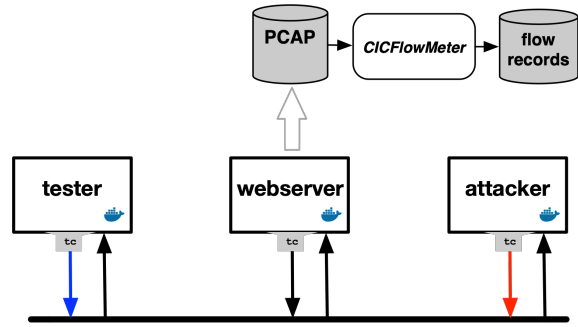 PCAP
CICFlowMeter
flow
records
tester
webserver
attacker
tc
tc
tc